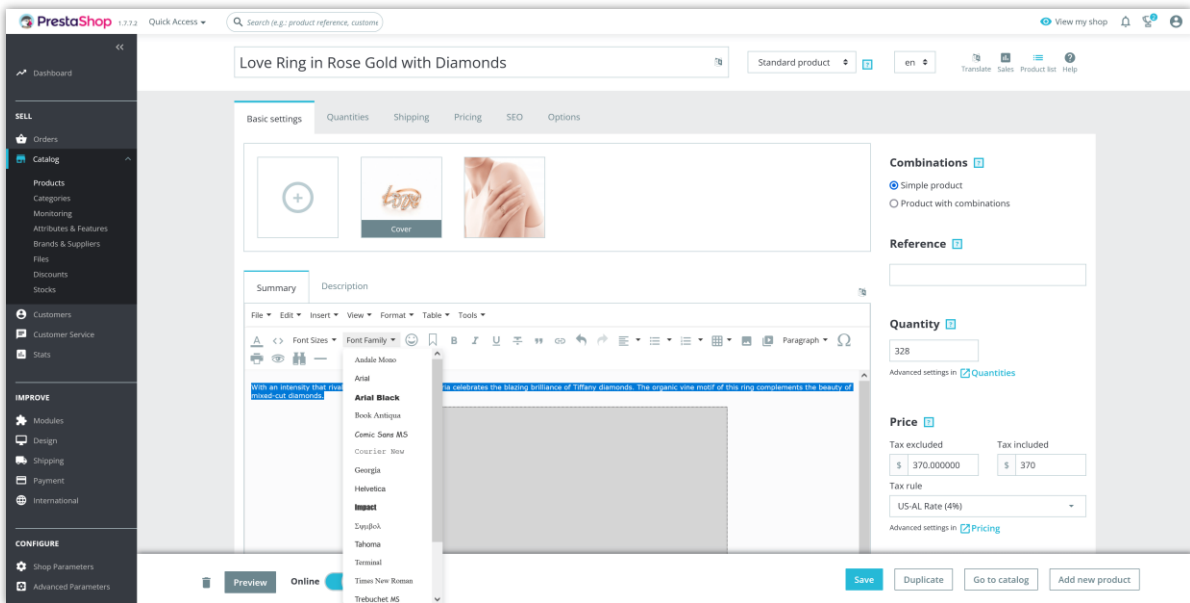 PrestaShop 1.7.7.2 Quick Access
Search (e.g.: product reference, custome
View my shop
2
Dashboard
SELL
Orders
Catalog
Products
Categories
Monitoring
Attributes & Features
Brands & Suppliers
Files
Discounts
Stocks
Customers
Customer Service
Stats
IMPROVE
Modules
Design
Shipping
Payment
International
CONFIGURE
Shop Parameters
Advanced Parameters
Love Ring in Rose Gold with Diamonds
Standard product ?
en
Translate Sales Product list Help
Basic settings Quantities Shipping Pricing SEO Options
Cover
Summary Description
File Edit Insert View Format Table Tools
A <> Font Sizes Font Family B I U Paragraph Ω
With an intensity that celebrates the blazing brilliance of Tiffany diamonds. The organic vine motif of this ring complements the beauty of
mixed-cut diamonds.
Andale Mono
Arial
Arial Black
Book Antiqua
Comic Sans MS
Courier New
Georgia
Helvetica
Impact
Σψμβολ
Tahoma
Terminal
Times New Roman
Trebuchet MS
Combinations ?
Simple product
Product with combinations
Reference ?
Quantity ?
328
Advanced settings in Quantities
Price ?
Tax excluded Tax included
$ 370.000000 $ 370
Tax rule
US-AL Rate (4%)
Advanced settings in Pricing
Preview Online Save Duplicate Go to catalog Add new product